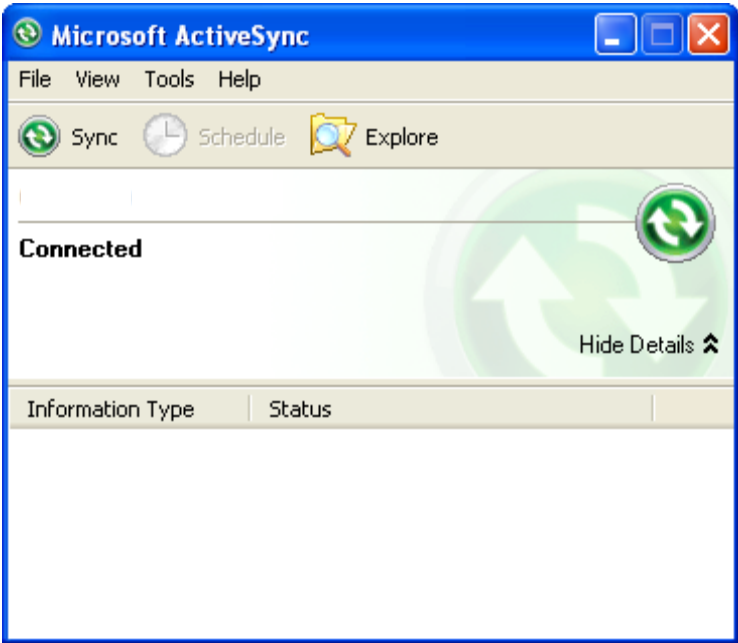 Microsoft ActiveSync
File View Tools Help
Sync Schedule Explore
Connected
Hide Details
Information Type Status